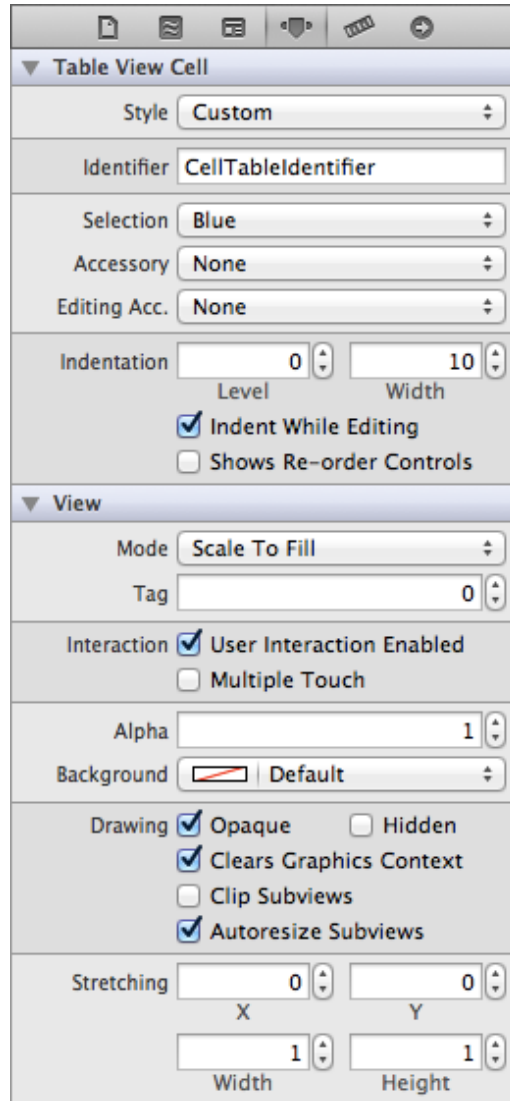 Table View Cell
Style Custom
Identifier CellTableIdentifier
Selection Blue
Accessory None
Editing Acc. None
Indentation 0 10
Level Width
Indent While Editing
Shows Re-order Controls
View
Mode Scale To Fill
Tag 0
Interaction User Interaction Enabled
Multiple Touch
Alpha 1
Background Default
Drawing Opaque Hidden
Clears Graphics Context
Clip Subviews
Autoresize Subviews
Stretching 0 0
X Y
1 1
Width Height